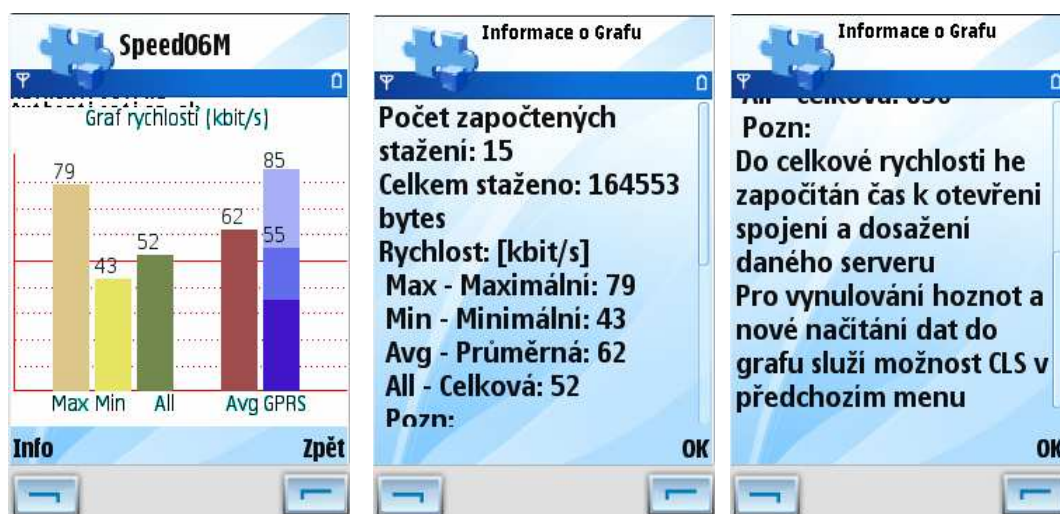 Speed06M
Graf rychlostí (kbit/s)
79
43
52
62
85
55
Max Min All Avg GPRS
Info Zpět
Informace o Grafu
Počet započtených
stažení: 15
Celkem staženo: 164553
bytes
Rychlost: [kbit/s]
Max - Maximální: 79
Min - Minimální: 43
Avg - Průměrná: 62
All - Celková: 52
Pozn:
OK
Informace o Grafu
Pozn:
Do celkové rychlosti he
započítán čas k otevřeni
spojení a dosažení
daného serveru
Pro vynulování hoznot a
nové načítání dat do
grafu služí možnost CLS v
předchozím menu
OK